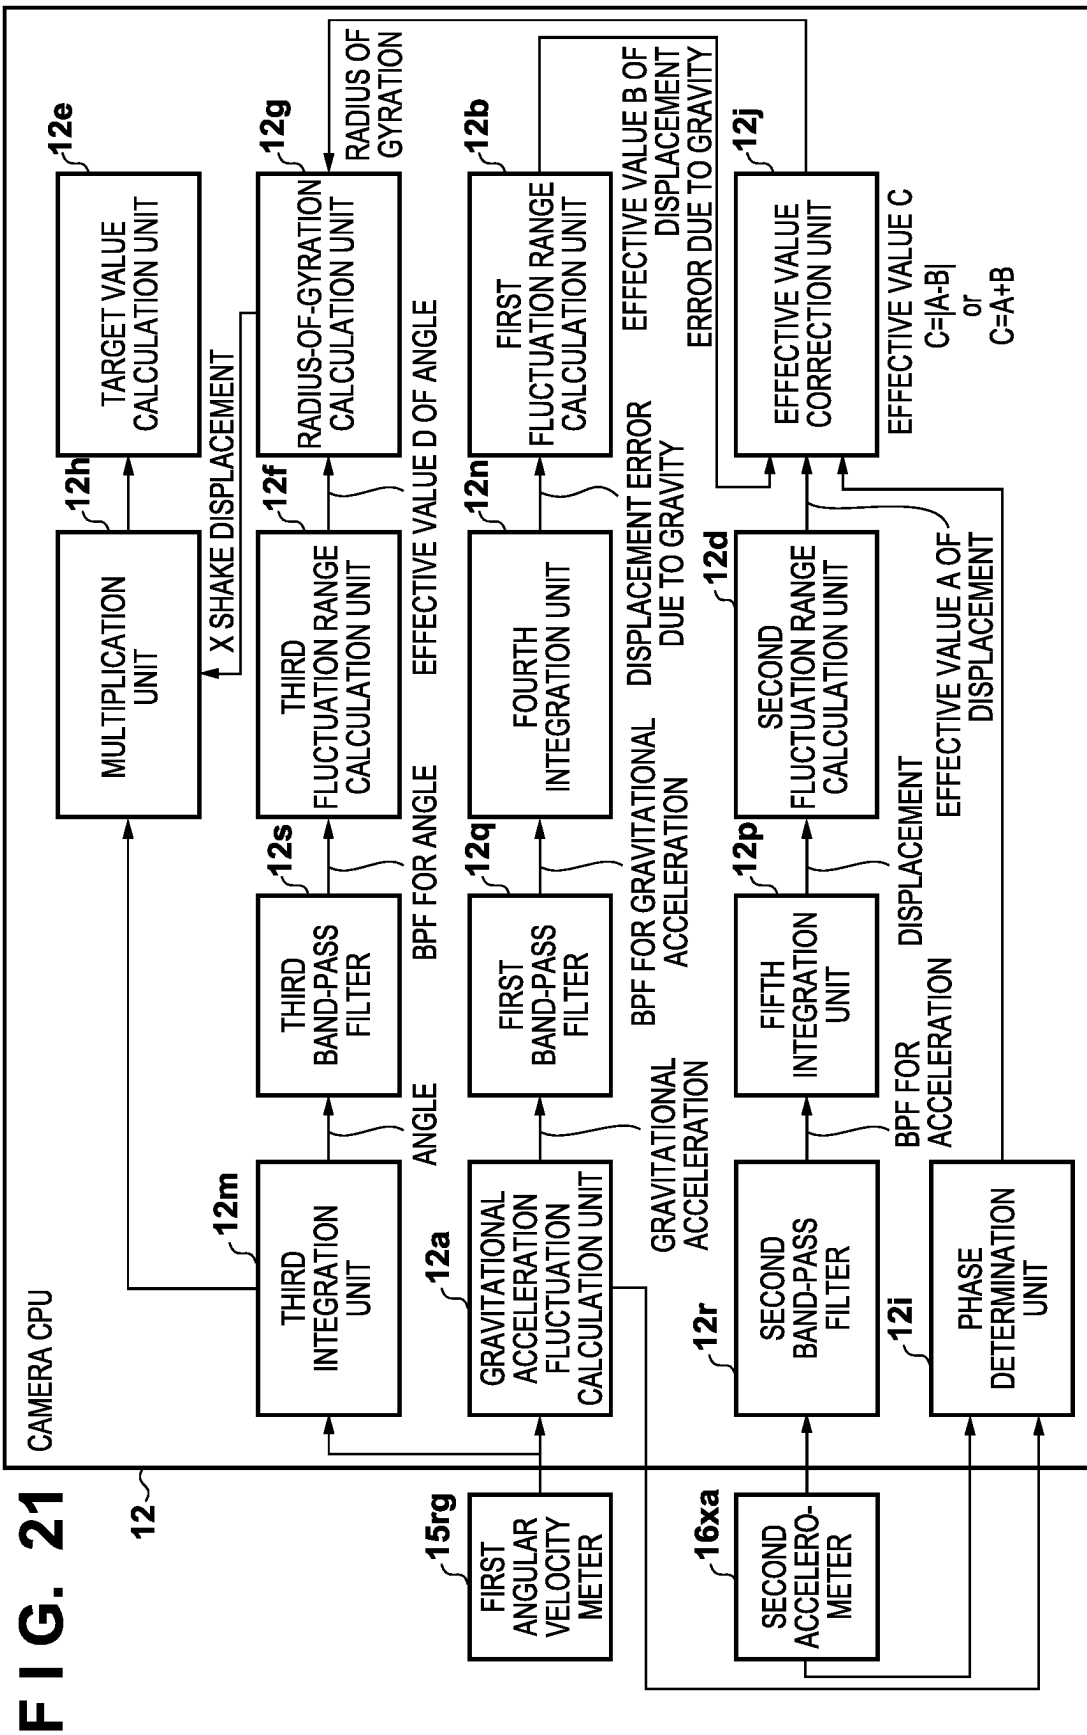 FIG. 21
12
CAMERA CPU
15rg
FIRST
ANGULAR
VELOCITY
METER
16xa
SECOND
ACCELERO-
METER
12m
THIRD
INTEGRATION
UNIT
ANGLE
12s
THIRD
BAND-PASS
FILTER
BPF FOR ANGLE
12f
THIRD
FLUCTUATION RANGE
CALCULATION UNIT
EFFECTIVE VALUE D OF ANGLE
12g
RADIUS-OF-GYRATION
CALCULATION UNIT
RADIUS OF
GYRATION
12h
MULTIPLICATION
UNIT
X SHAKE DISPLACEMENT
12e
TARGET VALUE
CALCULATION UNIT
12a
GRAVITATIONAL
ACCELERATION
FLUCTUATION
CALCULATION UNIT
GRAVITATIONAL
ACCELERATION
12q
FIRST
BAND-PASS
FILTER
BPF FOR GRAVITATIONAL
ACCELERATION
12n
FOURTH
INTEGRATION UNIT
DISPLACEMENT ERROR
DUE TO GRAVITY
12b
FIRST
FLUCTUATION RANGE
CALCULATION UNIT
EFFECTIVE VALUE B OF
DISPLACEMENT
ERROR DUE TO GRAVITY
12r
SECOND
BAND-PASS
FILTER
BPF FOR
ACCELERATION
12p
FIFTH
INTEGRATION
UNIT
DISPLACEMENT
12d
SECOND
FLUCTUATION RANGE
CALCULATION UNIT
EFFECTIVE VALUE A OF
DISPLACEMENT
12j
EFFECTIVE VALUE
CORRECTION UNIT
EFFECTIVE VALUE C
C=|A-B|
or
C=A+B
12i
PHASE
DETERMINATION
UNIT